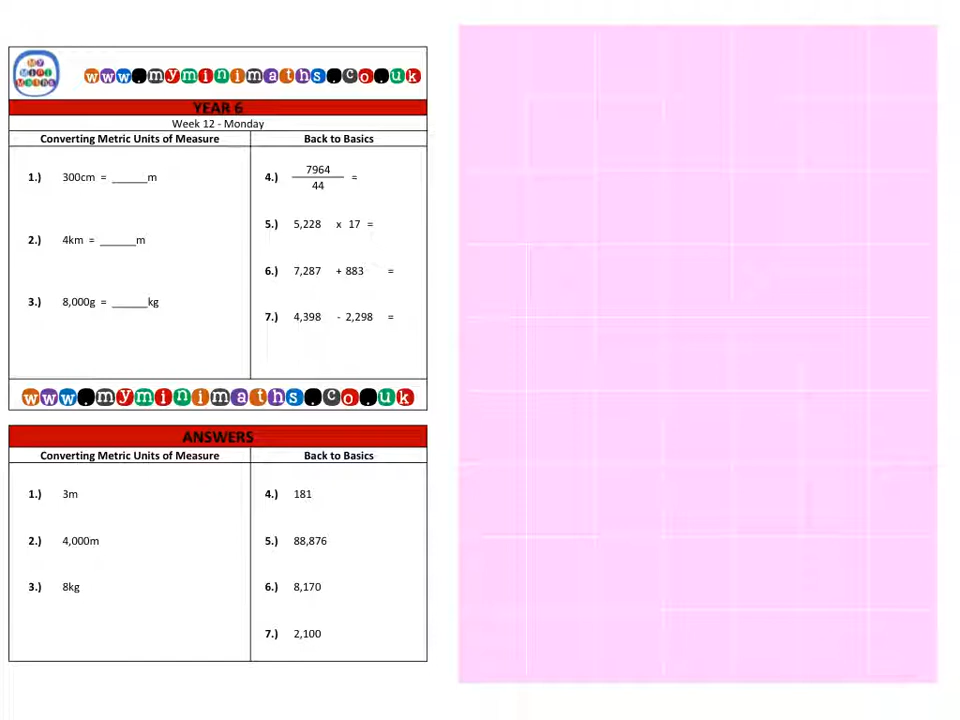 MY
MINI
MATHS
www.myminimaths.co.uk
YEAR 6
Week 12 - Monday
Converting Metric Units of Measure
1.) 300cm = ______m
2.) 4km = ______m
3.) 8,000g = ______kg
Back to Basics
4.) 7964
44 =
5.) 5,228 x 17 =
6.) 7,287 + 883 =
7.) 4,398 - 2,298 =
www.myminimaths.co.uk
ANSWERS
Converting Metric Units of Measure
1.) 3m
2.) 4,000m
3.) 8kg
Back to Basics
4.) 181
5.) 88,876
6.) 8,170
7.) 2,100